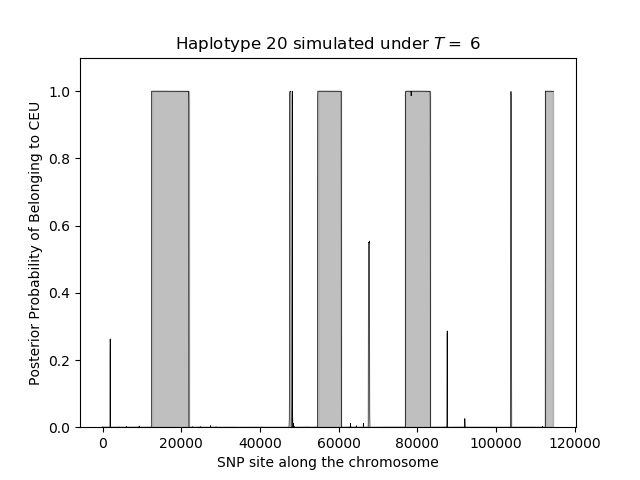 Haplotype 20 simulated under T = 6
Posterior Probability of Belonging to CEU
1.0
0.8
0.6
0.4
0.2
0.0
0 20000 40000 60000 80000 100000 120000
SNP site along the chromosome